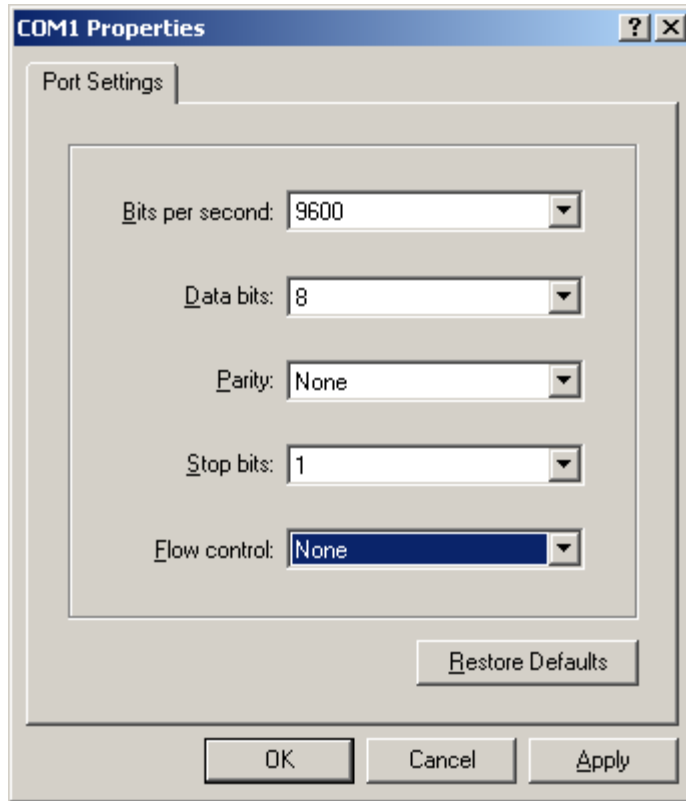 COM1 Properties
Port Settings
Bits per second: 9600
Data bits: 8
Parity: None
Stop bits: 1
Flow control: None
Restore Defaults
OK Cancel Apply